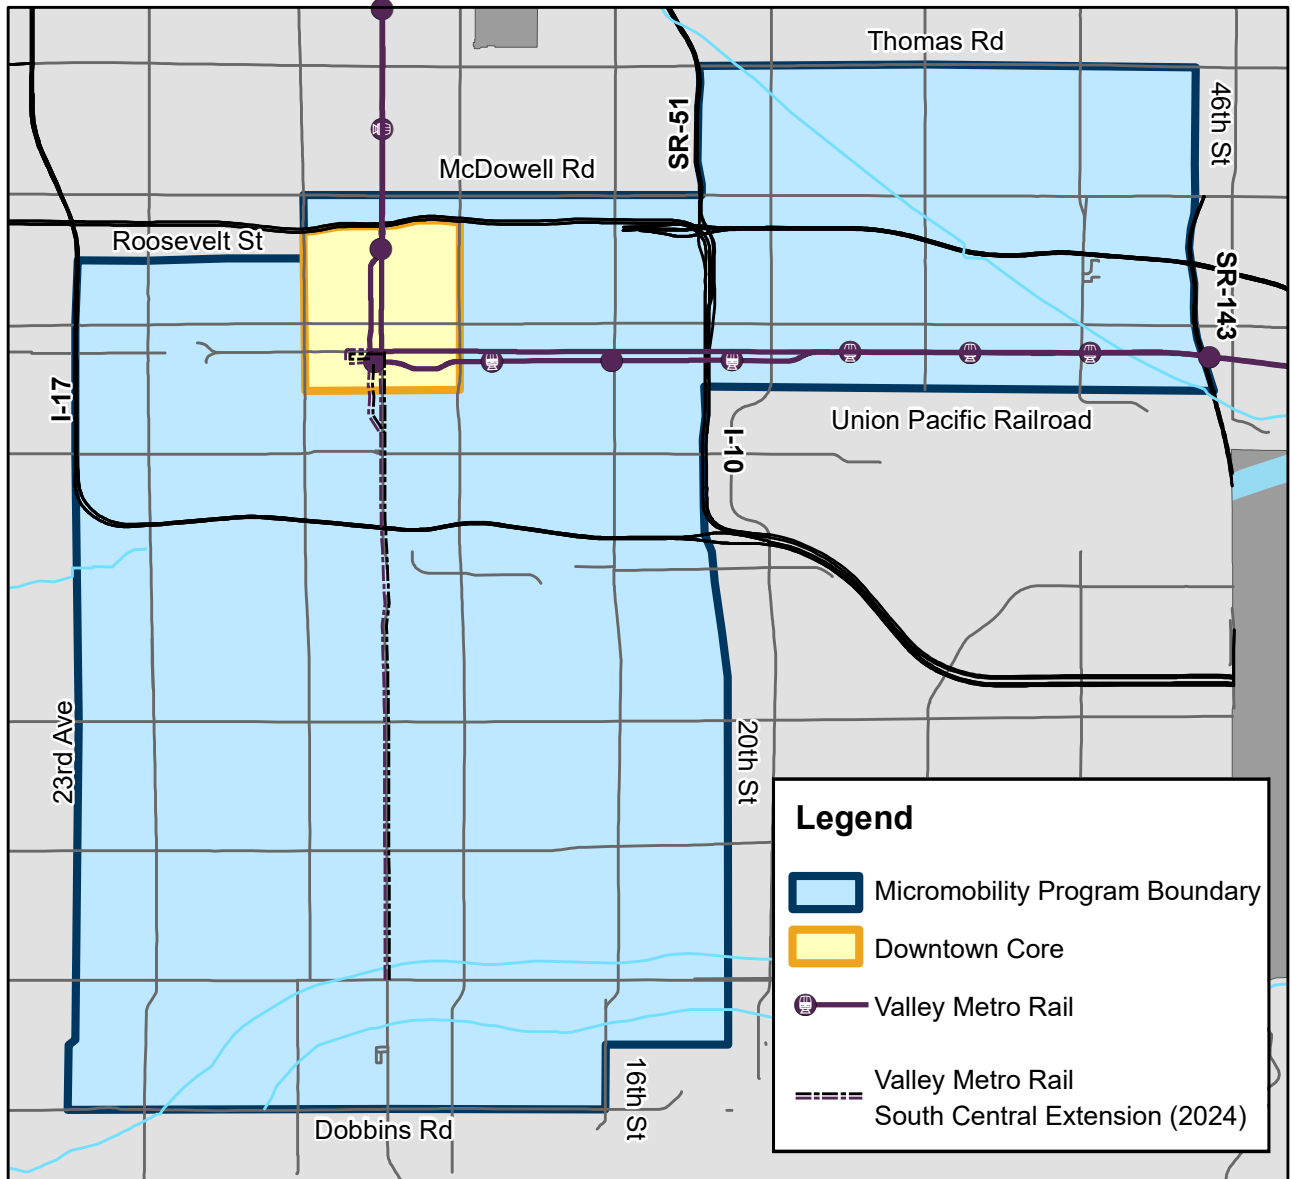 Thomas Rd
46th St
SR-51
McDowell Rd
Roosevelt St
SR-143
I-17
Union Pacific Railroad
I-10
23rd Ave
20th St
Legend
Micromobility Program Boundary
Downtown Core
Valley Metro Rail
Valley Metro Rail
South Central Extension (2024)
16th St
Dobbins Rd